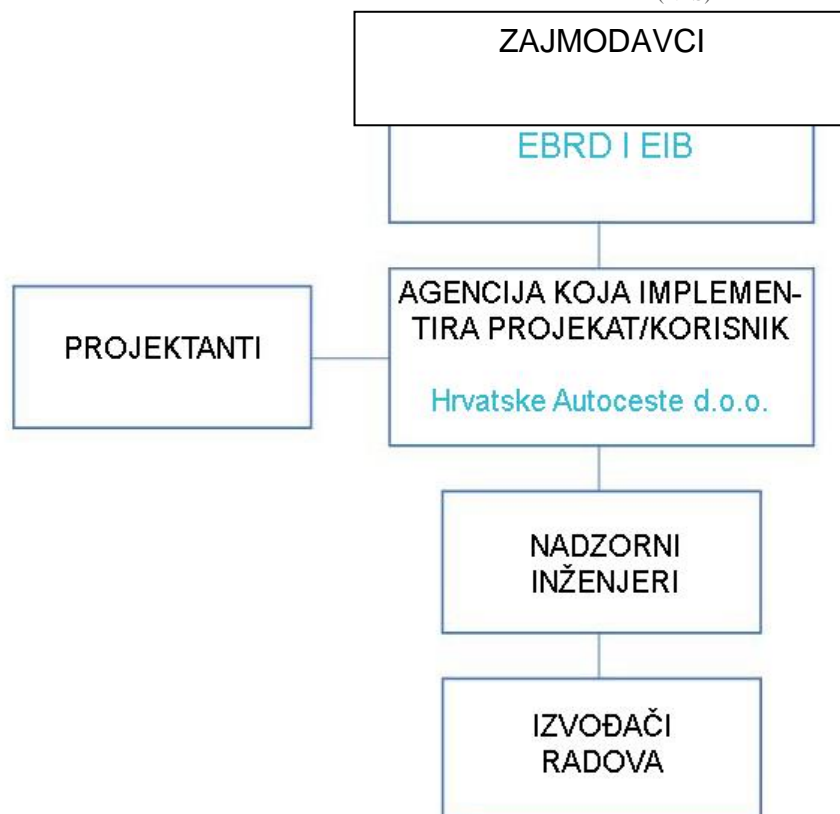 ZAJMODAVCI
EBRD I EIB
AGENCIJA KOJA IMPLEMEN-
TIRA PROJEKAT/KORISNIK
Hrvatske Autoceste d.o.o.
PROJEKTANTI
NADZORNI
INŽENJERI
IZVOĐAČI
RADOVA